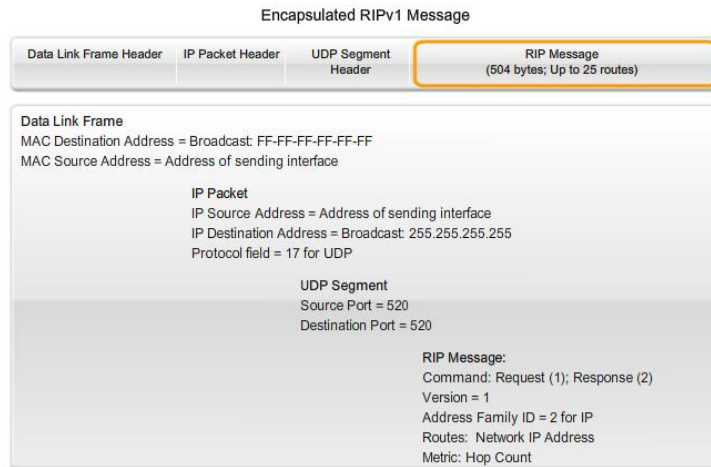 Encapsulated RIPv1 Message
Data Link Frame Header
IP Packet Header
UDP Segment
Header
RIP Message
(504 bytes; Up to 25 routes)
Data Link Frame
MAC Destination Address = Broadcast: FF-FF-FF-FF-FF-FF
MAC Source Address = Address of sending interface
IP Packet
IP Source Address = Address of sending interface
IP Destination Address = Broadcast: 255.255.255.255
Protocol field = 17 for UDP
UDP Segment
Source Port = 520
Destination Port = 520
RIP Message:
Command: Request (1); Response (2)
Version = 1
Address Family ID = 2 for IP
Routes: Network IP Address
Metric: Hop Count